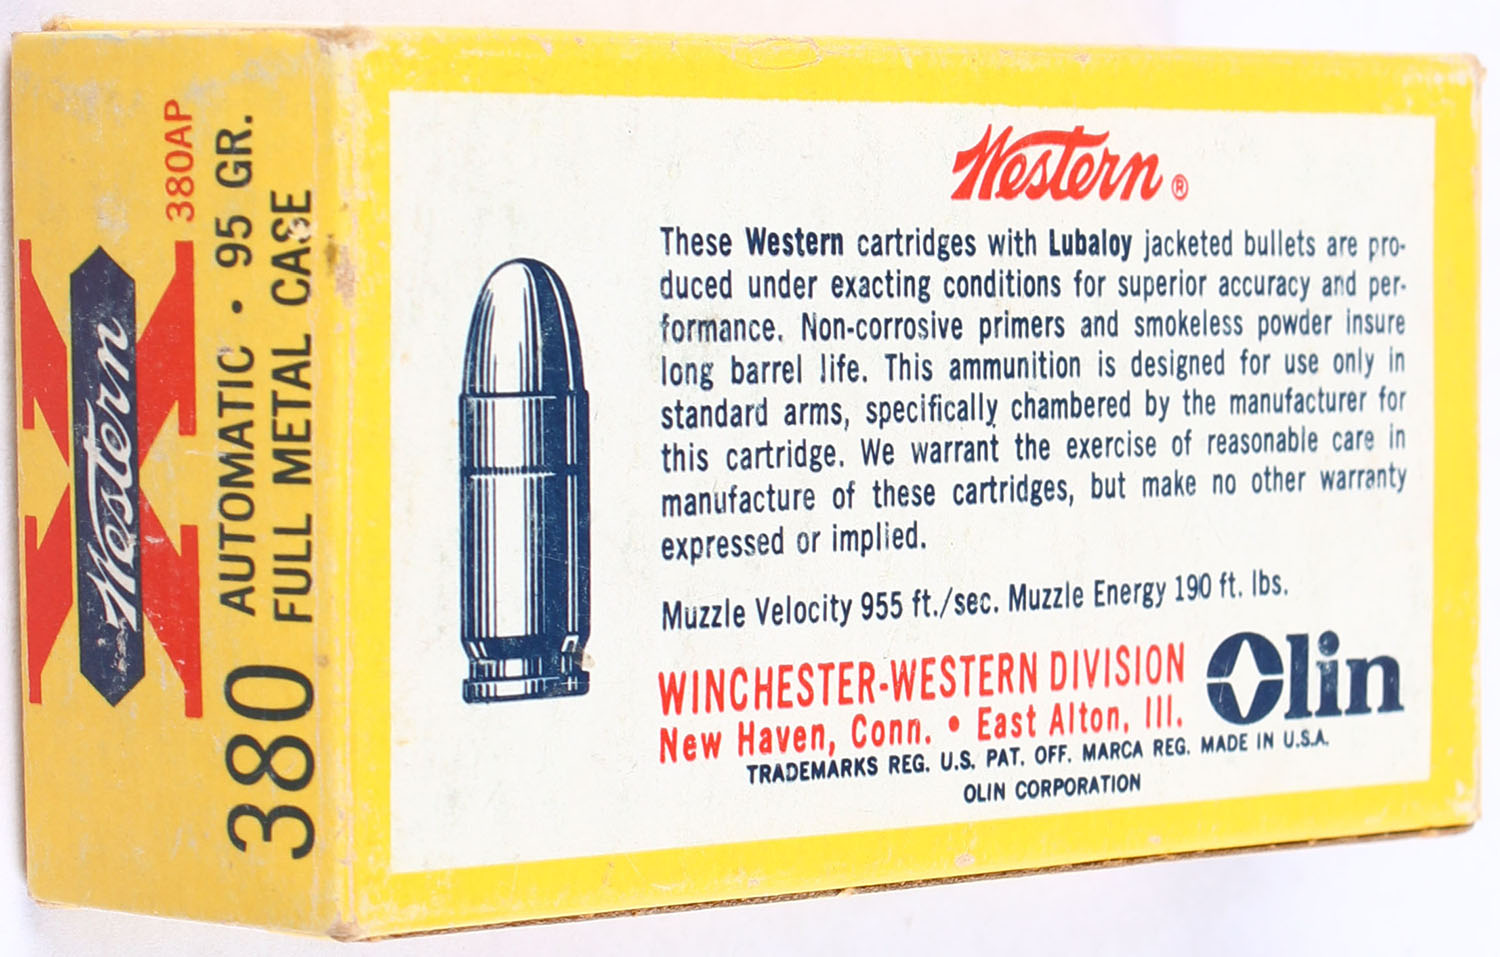 Western
380AP
380 AUTOMATIC • 95 GR.
FULL METAL CASE
Western®
These Western cartridges with Lubaloy jacketed bullets are pro-
duced under exacting conditions for superior accuracy and per-
formance. Non-corrosive primers and smokeless powder insure
long barrel life. This ammunition is designed for use only in
standard arms, specifically chambered by the manufacturer for
this cartridge. We warrant the exercise of reasonable care in
manufacture of these cartridges, but make no other warranty
expressed or implied.
Muzzle Velocity 955 ft./sec. Muzzle Energy 190 ft. lbs.
WINCHESTER-WESTERN DIVISION
New Haven, Conn. • East Alton, Ill.
Olin
TRADEMARKS REG. U.S. PAT. OFF. MARCA REG. MADE IN U.S.A.
OLIN CORPORATION